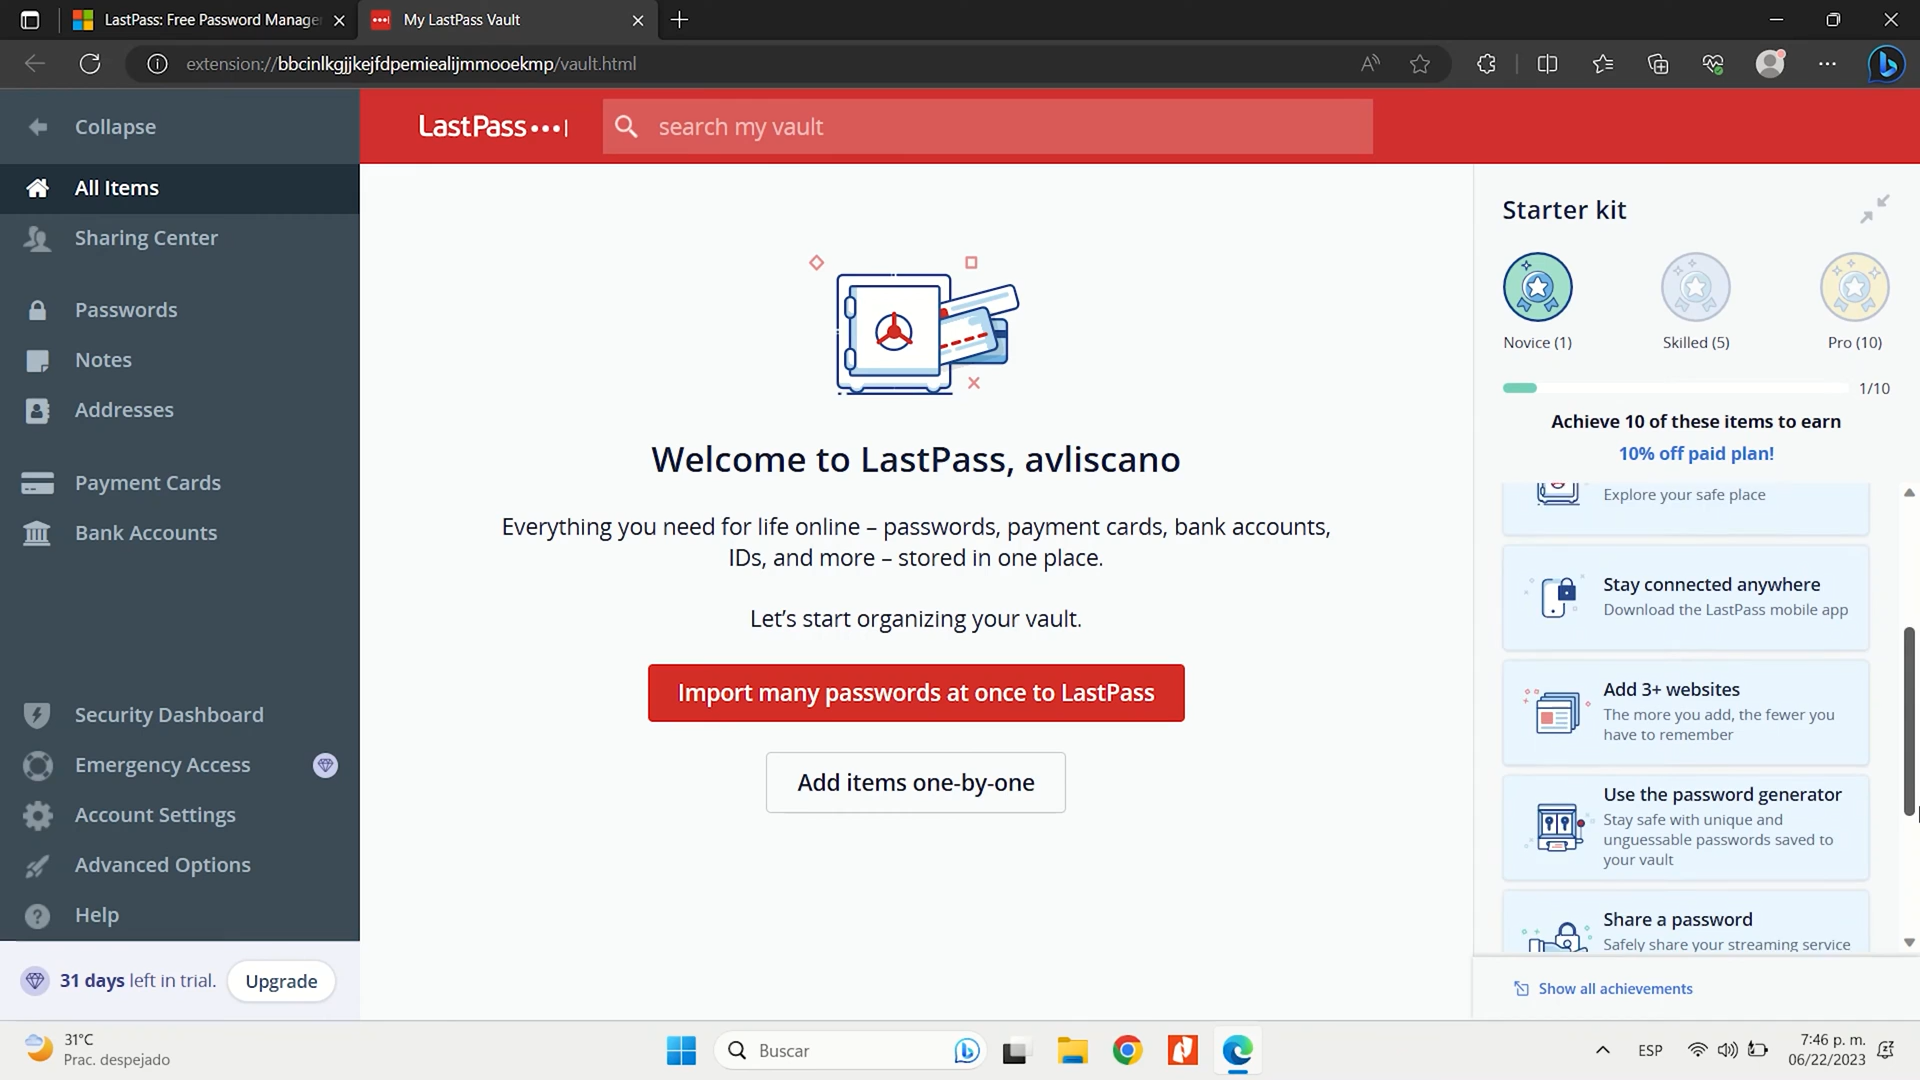 LastPass: Free Password Manage
My LastPass Vault
extension://bbcinlkgjjkejfdpemiealijmmooekmp/vault.html
Collapse
LastPass
search my vault
All Items
Sharing Center
Passwords
Notes
Addresses
Payment Cards
Bank Accounts
Security Dashboard
Emergency Access
Account Settings
Advanced Options
Help
31 days left in trial.
Upgrade
Welcome to LastPass, avliscano
Everything you need for life online – passwords, payment cards, bank accounts,
IDs, and more – stored in one place.
Let's start organizing your vault.
Import many passwords at once to LastPass
Add items one-by-one
Starter kit
Novice (1)
Skilled (5)
Pro (10)
1/10
Achieve 10 of these items to earn
10% off paid plan!
Explore your safe place
Stay connected anywhere
Download the LastPass mobile app
Add 3+ websites
The more you add, the fewer you
have to remember
Use the password generator
Stay safe with unique and
unguessable passwords saved to
your vault
Share a password
Safely share your streaming service
Show all achievements
31°C
Prac. despejado
Buscar
ESP
7:46 p. m.
06/22/2023